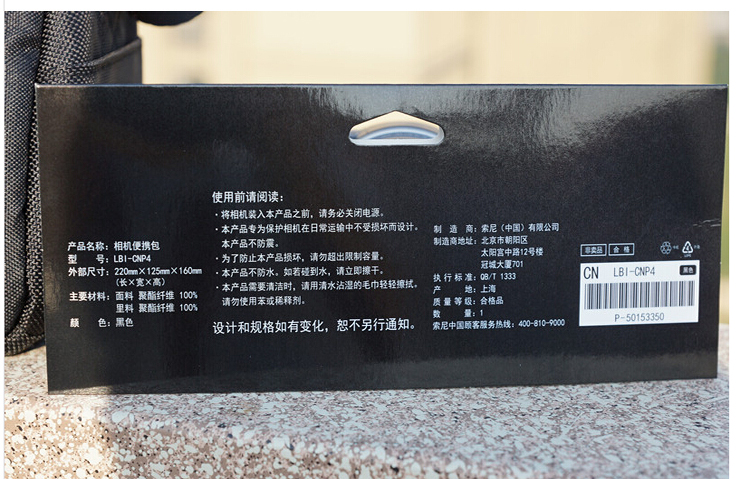 产品名称：相机便携包
型    号：LBI-CNP4
外部尺寸：220mm×125mm×160mm
（长×宽×高）
主要材料：面料 聚酯纤维 100%
里料 聚酯纤维 100%
颜    色：黑色
使用前请阅读：
·将相机装入本产品之前，请务必关闭电源。
·本产品专为保护相机在日常运输中不受损坏而设计。
本产品不防震。
·为了防止本产品损坏，请勿超出限制容量。
·本产品不防水。如若碰到水，请立即擦干。
·本产品需要清洁时，请用清水沾湿的毛巾轻轻擦拭。
请勿使用苯或稀释剂。
设计和规格如有变化，恕不另行通知。
制 造 商：索尼（中国）有限公司
制造商地址：北京市朝阳区
太阳宫中路12号楼
冠城大厦701
执行标准：QB/T 1333
产    地：上海
质量等级：合格品
数    量：1
索尼中国顾客服务热线：400-810-9000
非卖品 合格
CN LBI-CNP4 黑色
P-50153350